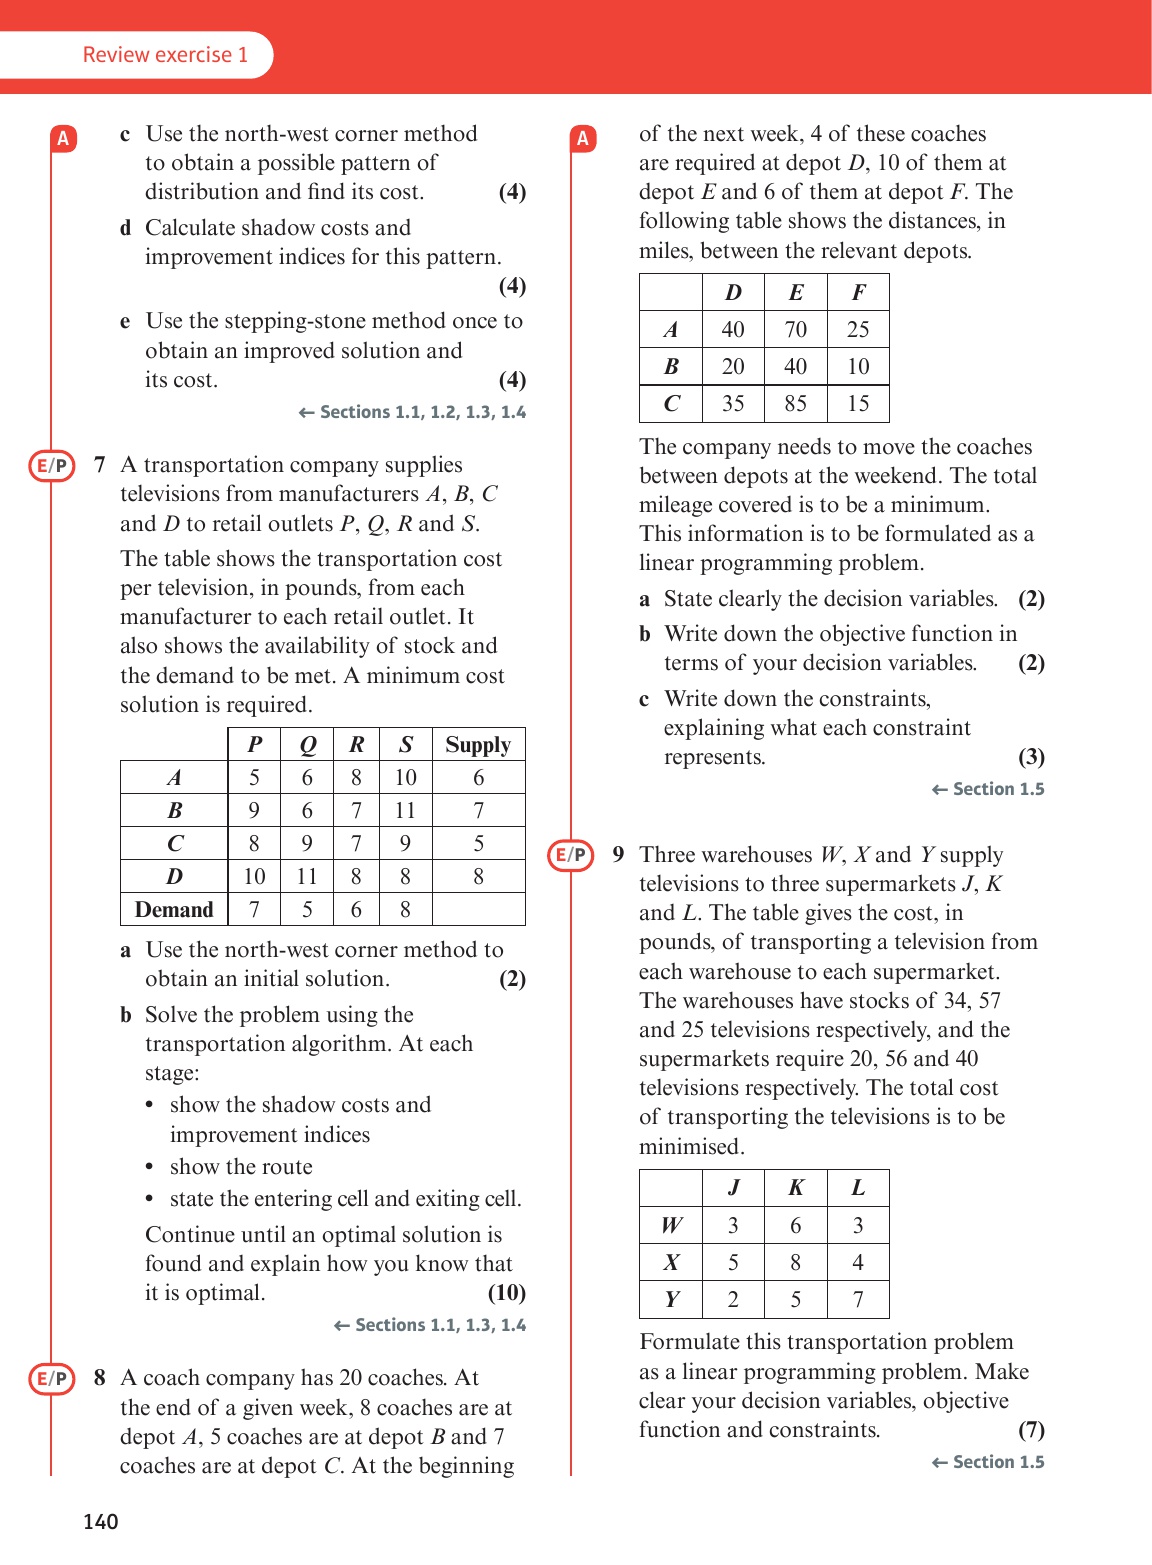 Review exercise 1
A
c Use the north-west corner method
to obtain a possible pattern of
distribution and find its cost. (4)
d Calculate shadow costs and
improvement indices for this pattern.
(4)
e Use the stepping-stone method once to
obtain an improved solution and
its cost. (4)
← Sections 1.1, 1.2, 1.3, 1.4
E/P 7 A transportation company supplies
televisions from manufacturers A, B, C
and D to retail outlets P, Q, R and S.
The table shows the transportation cost
per television, in pounds, from each
manufacturer to each retail outlet. It
also shows the availability of stock and
the demand to be met. A minimum cost
solution is required.
P Q R S Supply
A 5 6 8 10 6
B 9 6 7 11 7
C 8 9 7 9 5
D 10 11 8 8 8
Demand 7 5 6 8
a Use the north-west corner method to
obtain an initial solution. (2)
b Solve the problem using the
transportation algorithm. At each
stage:
• show the shadow costs and
improvement indices
• show the route
• state the entering cell and exiting cell.
Continue until an optimal solution is
found and explain how you know that
it is optimal. (10)
← Sections 1.1, 1.3, 1.4
E/P 8 A coach company has 20 coaches. At
the end of a given week, 8 coaches are at
depot A, 5 coaches are at depot B and 7
coaches are at depot C. At the beginning
A
of the next week, 4 of these coaches
are required at depot D, 10 of them at
depot E and 6 of them at depot F. The
following table shows the distances, in
miles, between the relevant depots.
D E F
A 40 70 25
B 20 40 10
C 35 85 15
The company needs to move the coaches
between depots at the weekend. The total
mileage covered is to be a minimum.
This information is to be formulated as a
linear programming problem.
a State clearly the decision variables. (2)
b Write down the objective function in
terms of your decision variables. (2)
c Write down the constraints,
explaining what each constraint
represents. (3)
← Section 1.5
E/P 9 Three warehouses W, X and Y supply
televisions to three supermarkets J, K
and L. The table gives the cost, in
pounds, of transporting a television from
each warehouse to each supermarket.
The warehouses have stocks of 34, 57
and 25 televisions respectively, and the
supermarkets require 20, 56 and 40
televisions respectively. The total cost
of transporting the televisions is to be
minimised.
J K L
W 3 6 3
X 5 8 4
Y 2 5 7
Formulate this transportation problem
as a linear programming problem. Make
clear your decision variables, objective
function and constraints. (7)
← Section 1.5
140